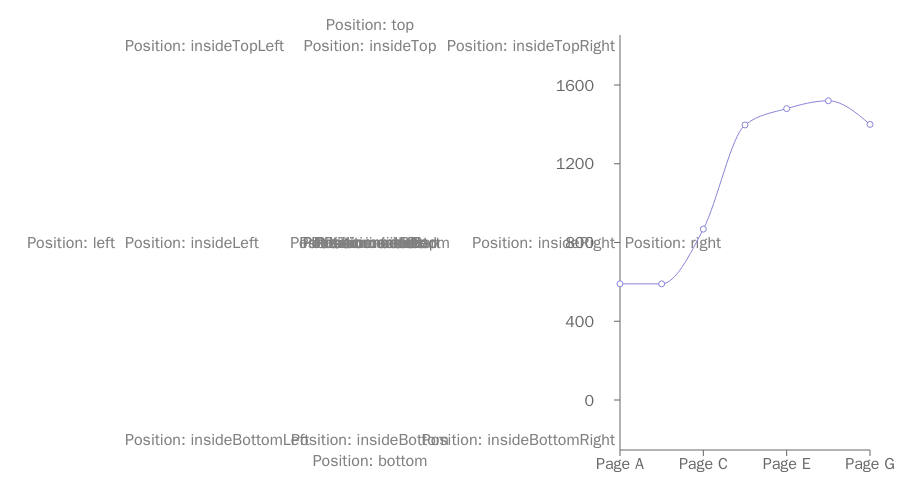 Position: top
Position: insideTopLeft Position: insideTop Position: insideTopRight
1600
1200
Position: left Position: insideLeft Position: insideRight 800 Position: right
400
0
Position: insideBottomLeft Position: insideBottom Position: insideBottomRight
Position: bottom
Page A Page C Page E Page G